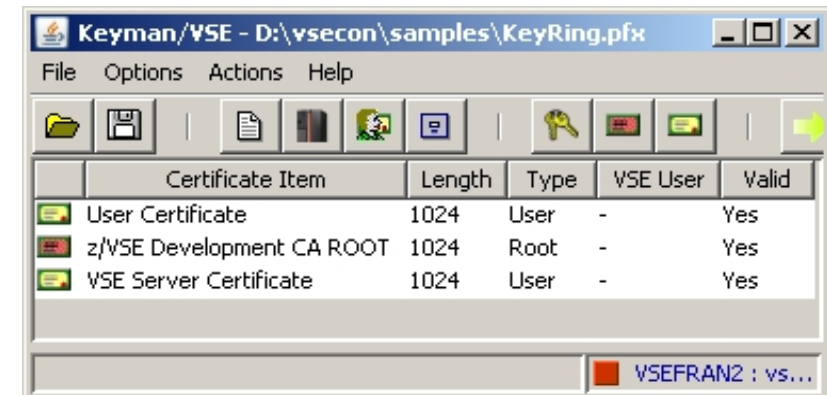 Keyman/VSE - D:\vsecon\samples\KeyRing.pfx
File Options Actions Help
Certificate Item Length Type VSE User Valid
User Certificate 1024 User - Yes
z/VSE Development CA ROOT 1024 Root - Yes
VSE Server Certificate 1024 User - Yes
VSEFRAN2 : vs...